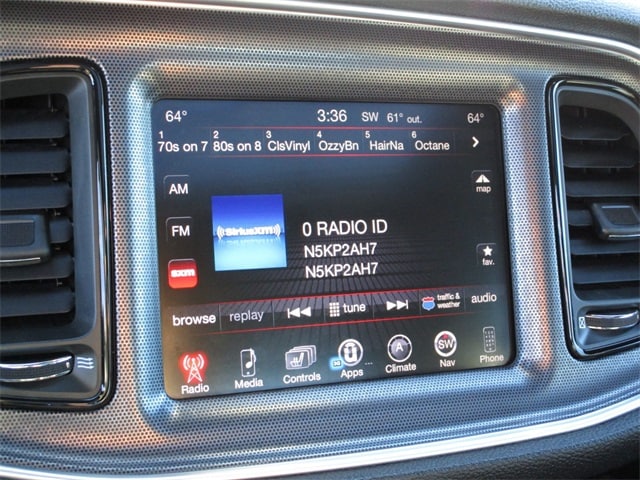 64° 3:36 SW 61° out. 64°
1 2 3 4 5 6
70s on 7 80s on 8 ClsVinyl OzzyBn HairNa Octane
AM
map
FM
SiriusXM
0 RADIO ID
N5KP2AH7
N5KP2AH7
fav.
sxm
browse replay tune traffic & weather audio
A SW
Radio Media Controls Apps Climate Nav Phone